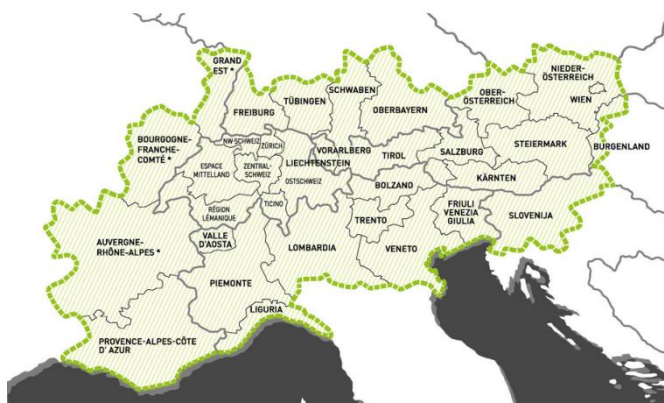 GRAND
EST *
FREIBURG
TÜBINGEN
SCHWABEN
OBERBAYERN
OBER-
ÖSTERREICH
NIEDER-
ÖSTERREICH
WIEN
BOURGOGNE-
FRANCHE-
COMTÉ *
NW-SCHWEIZ
ZÜRICH
VORARLBERG
TIROL
SALZBURG
STEIERMARK
BURGENLAND
ESPACE
MITTELLAND
ZENTRAL-
SCHWEIZ
LIECHTENSTEIN
OSTSCHWEIZ
KÄRNTEN
BOLZANO
RÉGION
LÉMANIQUE
TICINO
TRENTO
FRIULI
VENEZIA
GIULIA
SLOVENIJA
AUVERGNE-
RHÔNE-ALPES *
VALLE
D'AOSTA
LOMBARDIA
VENETO
PIEMONTE
LIGURIA
PROVENCE-ALPES-CÔTE
D' AZUR